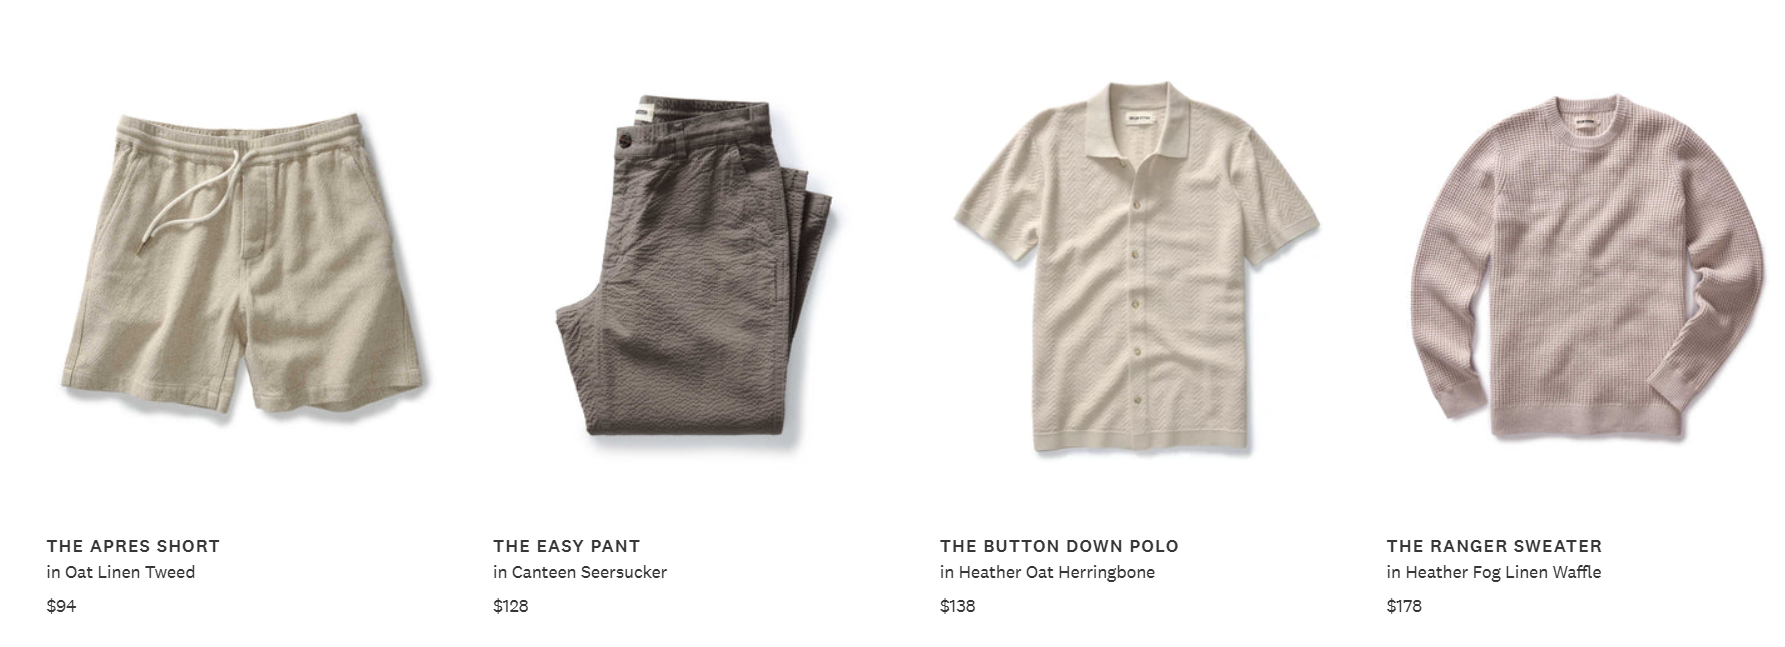 THE APRES SHORT
in Oat Linen Tweed
$94
THE EASY PANT
in Canteen Seersucker
$128
THE BUTTON DOWN POLO
in Heather Oat Herringbone
$138
THE RANGER SWEATER
in Heather Fog Linen Waffle
$178